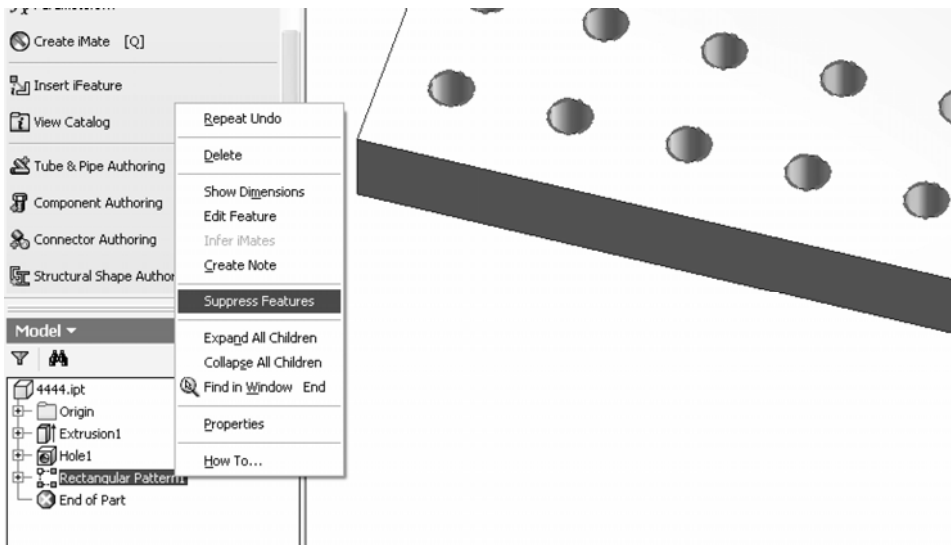 Create iMate [Q]
Insert iFeature
View Catalog
Tube & Pipe Authoring
Component Authoring
Connector Authoring
Structural Shape Author
Repeat Undo
Delete
Show Dimensions
Edit Feature
Infer iMates
Create Note
Suppress Features
Expand All Children
Collapse All Children
Find in Window End
Properties
How To...
Model
4444.ipt
Origin
Extrusion1
Hole1
Rectangular Pattern1
End of Part